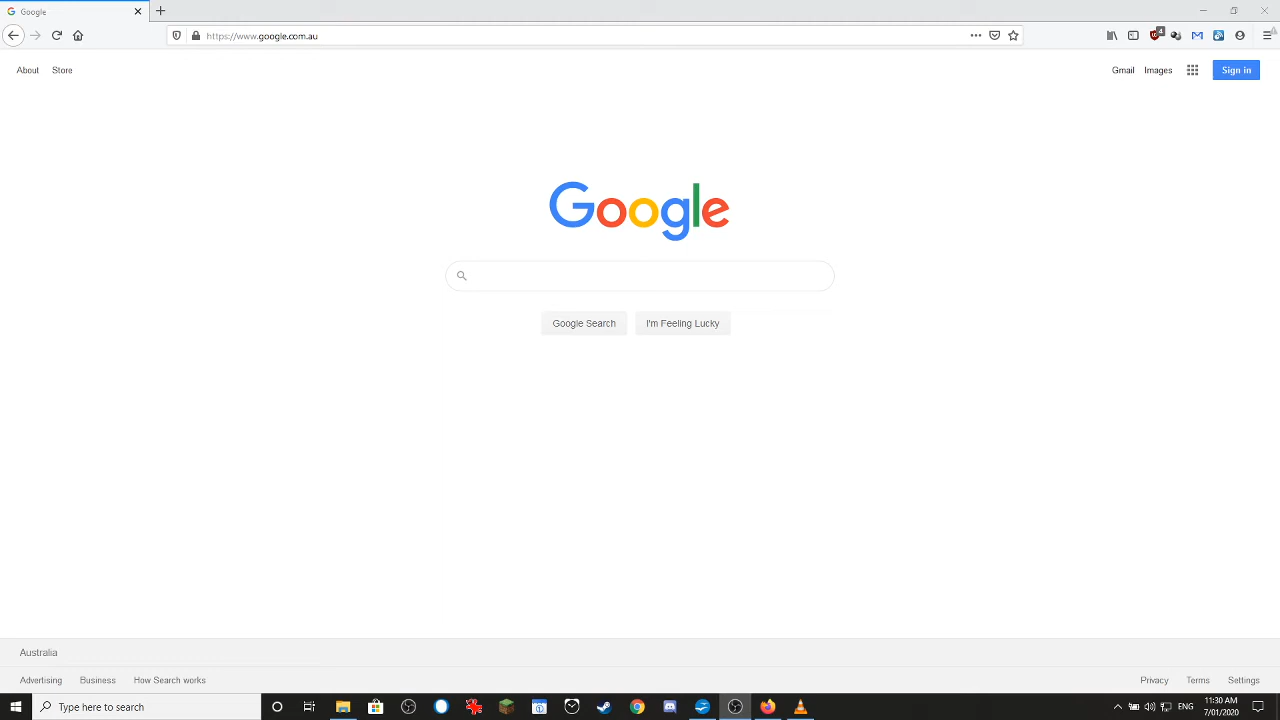 Google
https://www.google.com.au
4
About Store
Gmail Images Sign in
Google
Google Search I'm Feeling Lucky
Australia
Advertising Business How Search works
Privacy Terms Settings
Type here to search
ENG
11:30 AM
7/01/2020